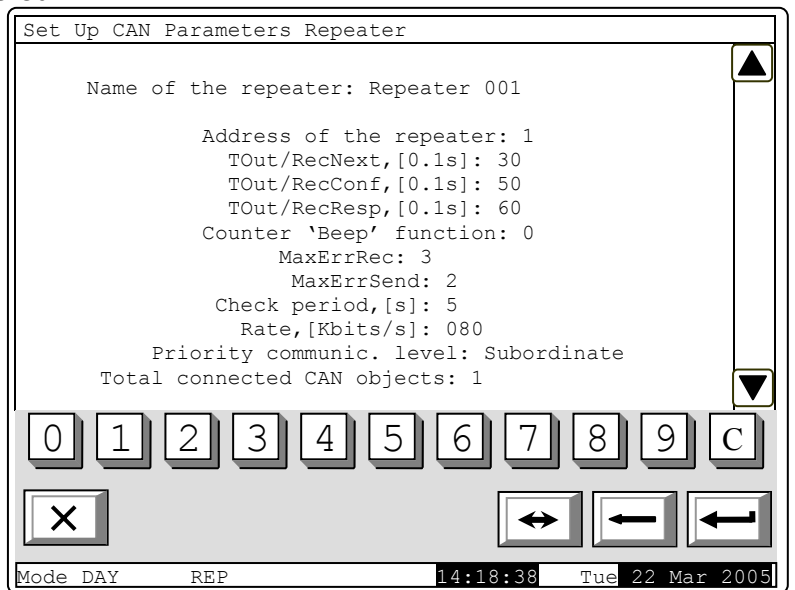 Set Up CAN Parameters Repeater
Name of the repeater: Repeater 001
Address of the repeater: 1
TOut/RecNext,[0.1s]: 30
TOut/RecConf,[0.1s]: 50
TOut/RecResp,[0.1s]: 60
Counter ‘Beep’ function: 0
MaxErrRec: 3
MaxErrSend: 2
Check period,[s]: 5
Rate,[Kbits/s]: 080
Priority communic. level: Subordinate
Total connected CAN objects: 1
0 1 2 3 4 5 6 7 8 9 C
Mode DAY REP 14:18:38 Tue 22 Mar 2005